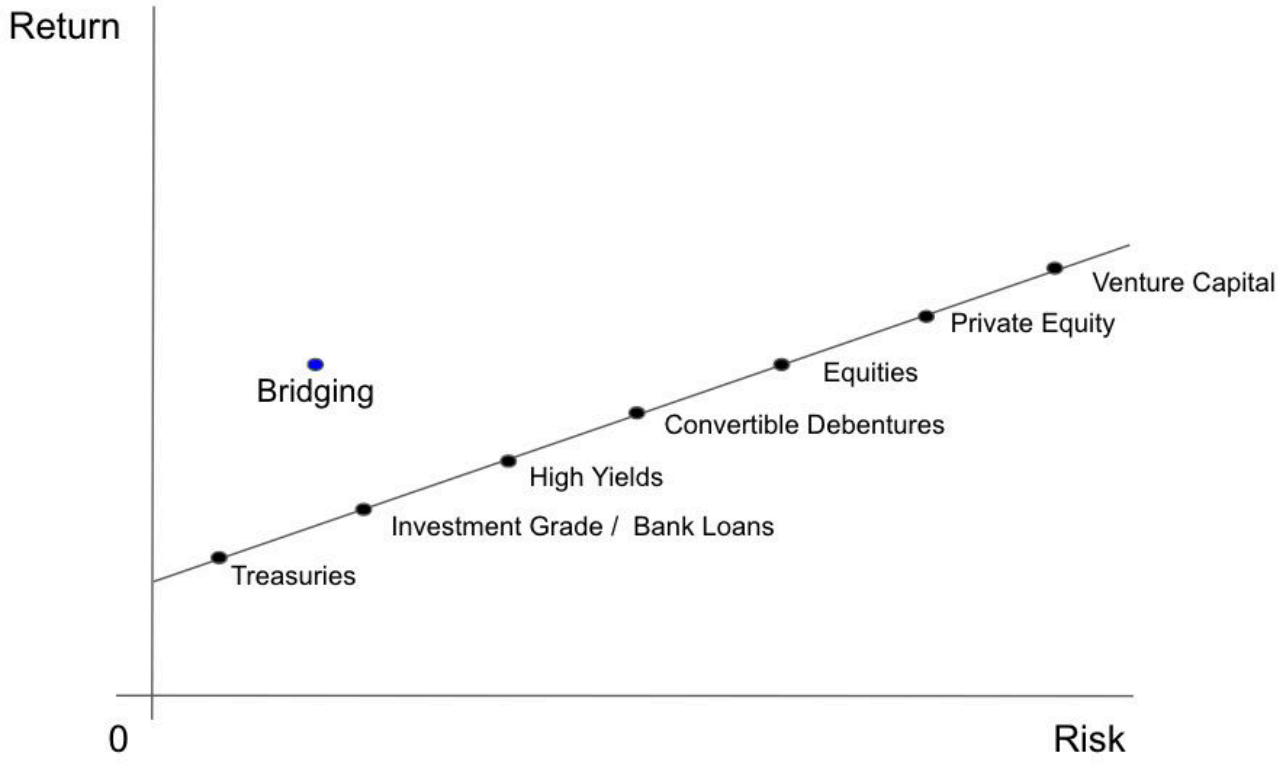 Return
Venture Capital
Private Equity
Equities
Bridging
Convertible Debentures
High Yields
Investment Grade /  Bank Loans
Treasuries
0
Risk